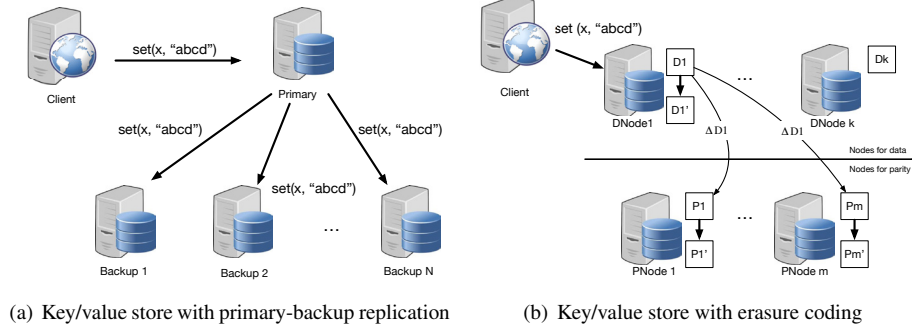 set(x, “abcd”)
Client
Primary
set(x, “abcd”)
set(x, “abcd”)
set(x, “abcd”)
...
Backup 1
Backup 2
Backup N
(a) Key/value store with primary-backup replication
set (x, “abcd”)
Client
D1
D1’
...
Dk
DNode1
DNode k
ΔD1
ΔD1
Nodes for data
Nodes for parity
P1
P1’
...
Pm
Pm’
PNode 1
PNode m
(b) Key/value store with erasure coding